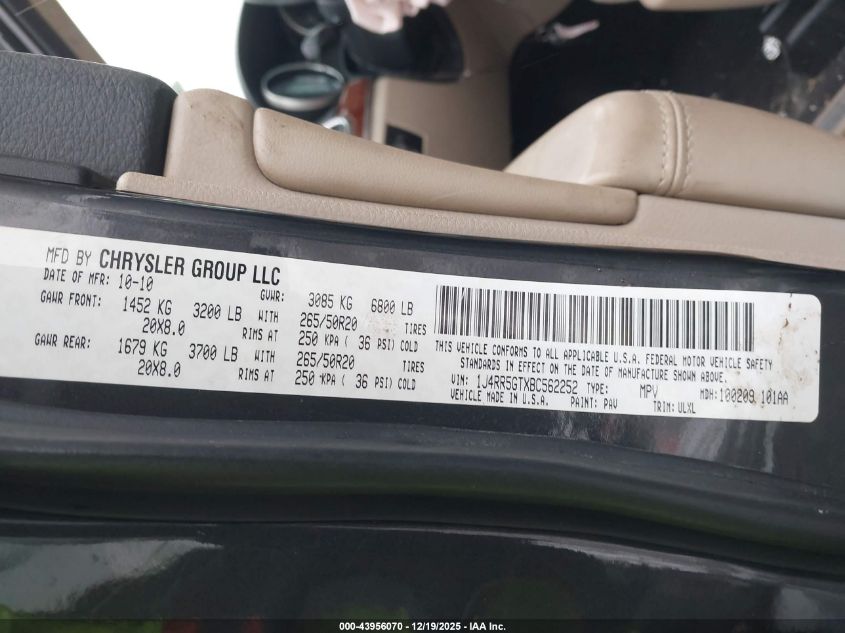 MFD BY CHRYSLER GROUP LLC
DATE OF MFR: 10-10 GVWR: 3085 KG 6800 LB
GAWR FRONT: 1452 KG 3200 LB WITH 265/50R20 TIRES
20X8.0 RIMS AT 250 KPA ( 36 PSI) COLD
GAWR REAR: 1679 KG 3700 LB WITH 265/50R20 TIRES
20X8.0 RIMS AT 250 KPA ( 36 PSI) COLD
THIS VEHICLE CONFORMS TO ALL APPLICABLE U.S.A. FEDERAL MOTOR VEHICLE SAFETY
STANDARDS IN EFFECT ON THE DATE OF MANUFACTURE SHOWN ABOVE.
VIN: 1J4RR5GTXBC562252 TYPE: MPV MDH:100209 101AA
VEHICLE MADE IN U.S.A. PAINT: PAV TRIM: ULXL
000-43956070 - 12/19/2025 - IAA Inc.